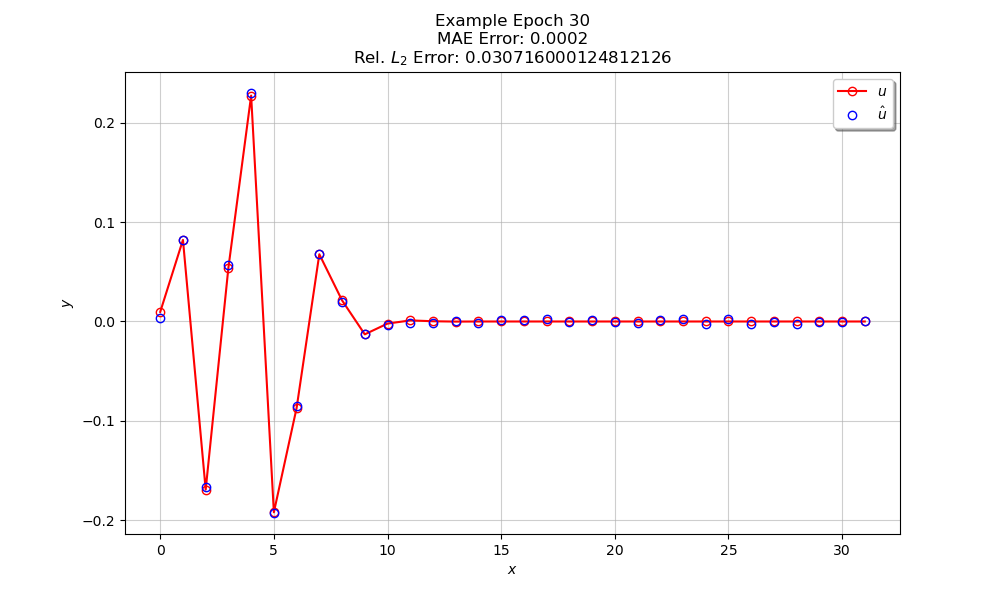 Example Epoch 30
MAE Error: 0.0002
Rel. $L_2$ Error: 0.030716000124812126
u
û
0.2
0.1
0.0
−0.1
−0.2
y
0 5 10 15 20 25 30
x